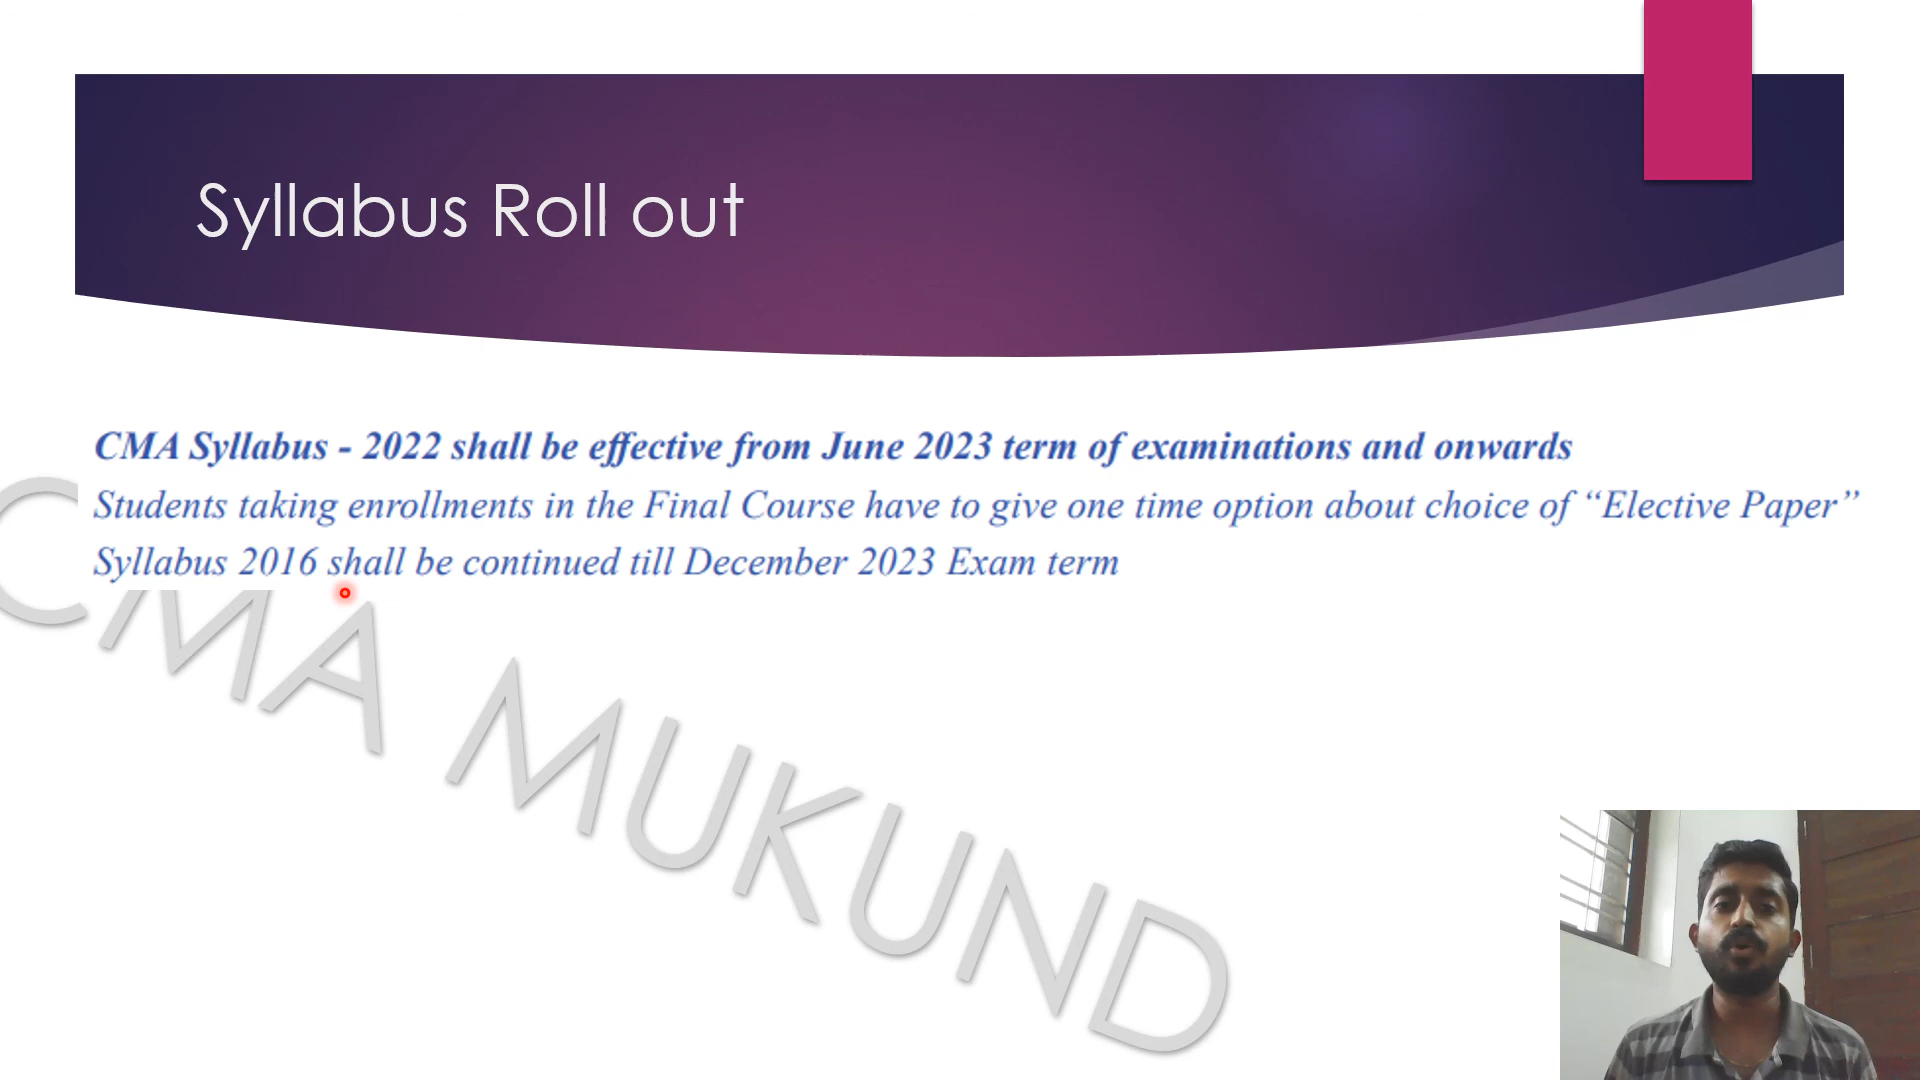 Syllabus Roll out
CMA Syllabus - 2022 shall be effective from June 2023 term of examinations and onwards
Students taking enrollments in the Final Course have to give one time option about choice of “Elective Paper”
Syllabus 2016 shall be continued till December 2023 Exam term
CMA MUKUND